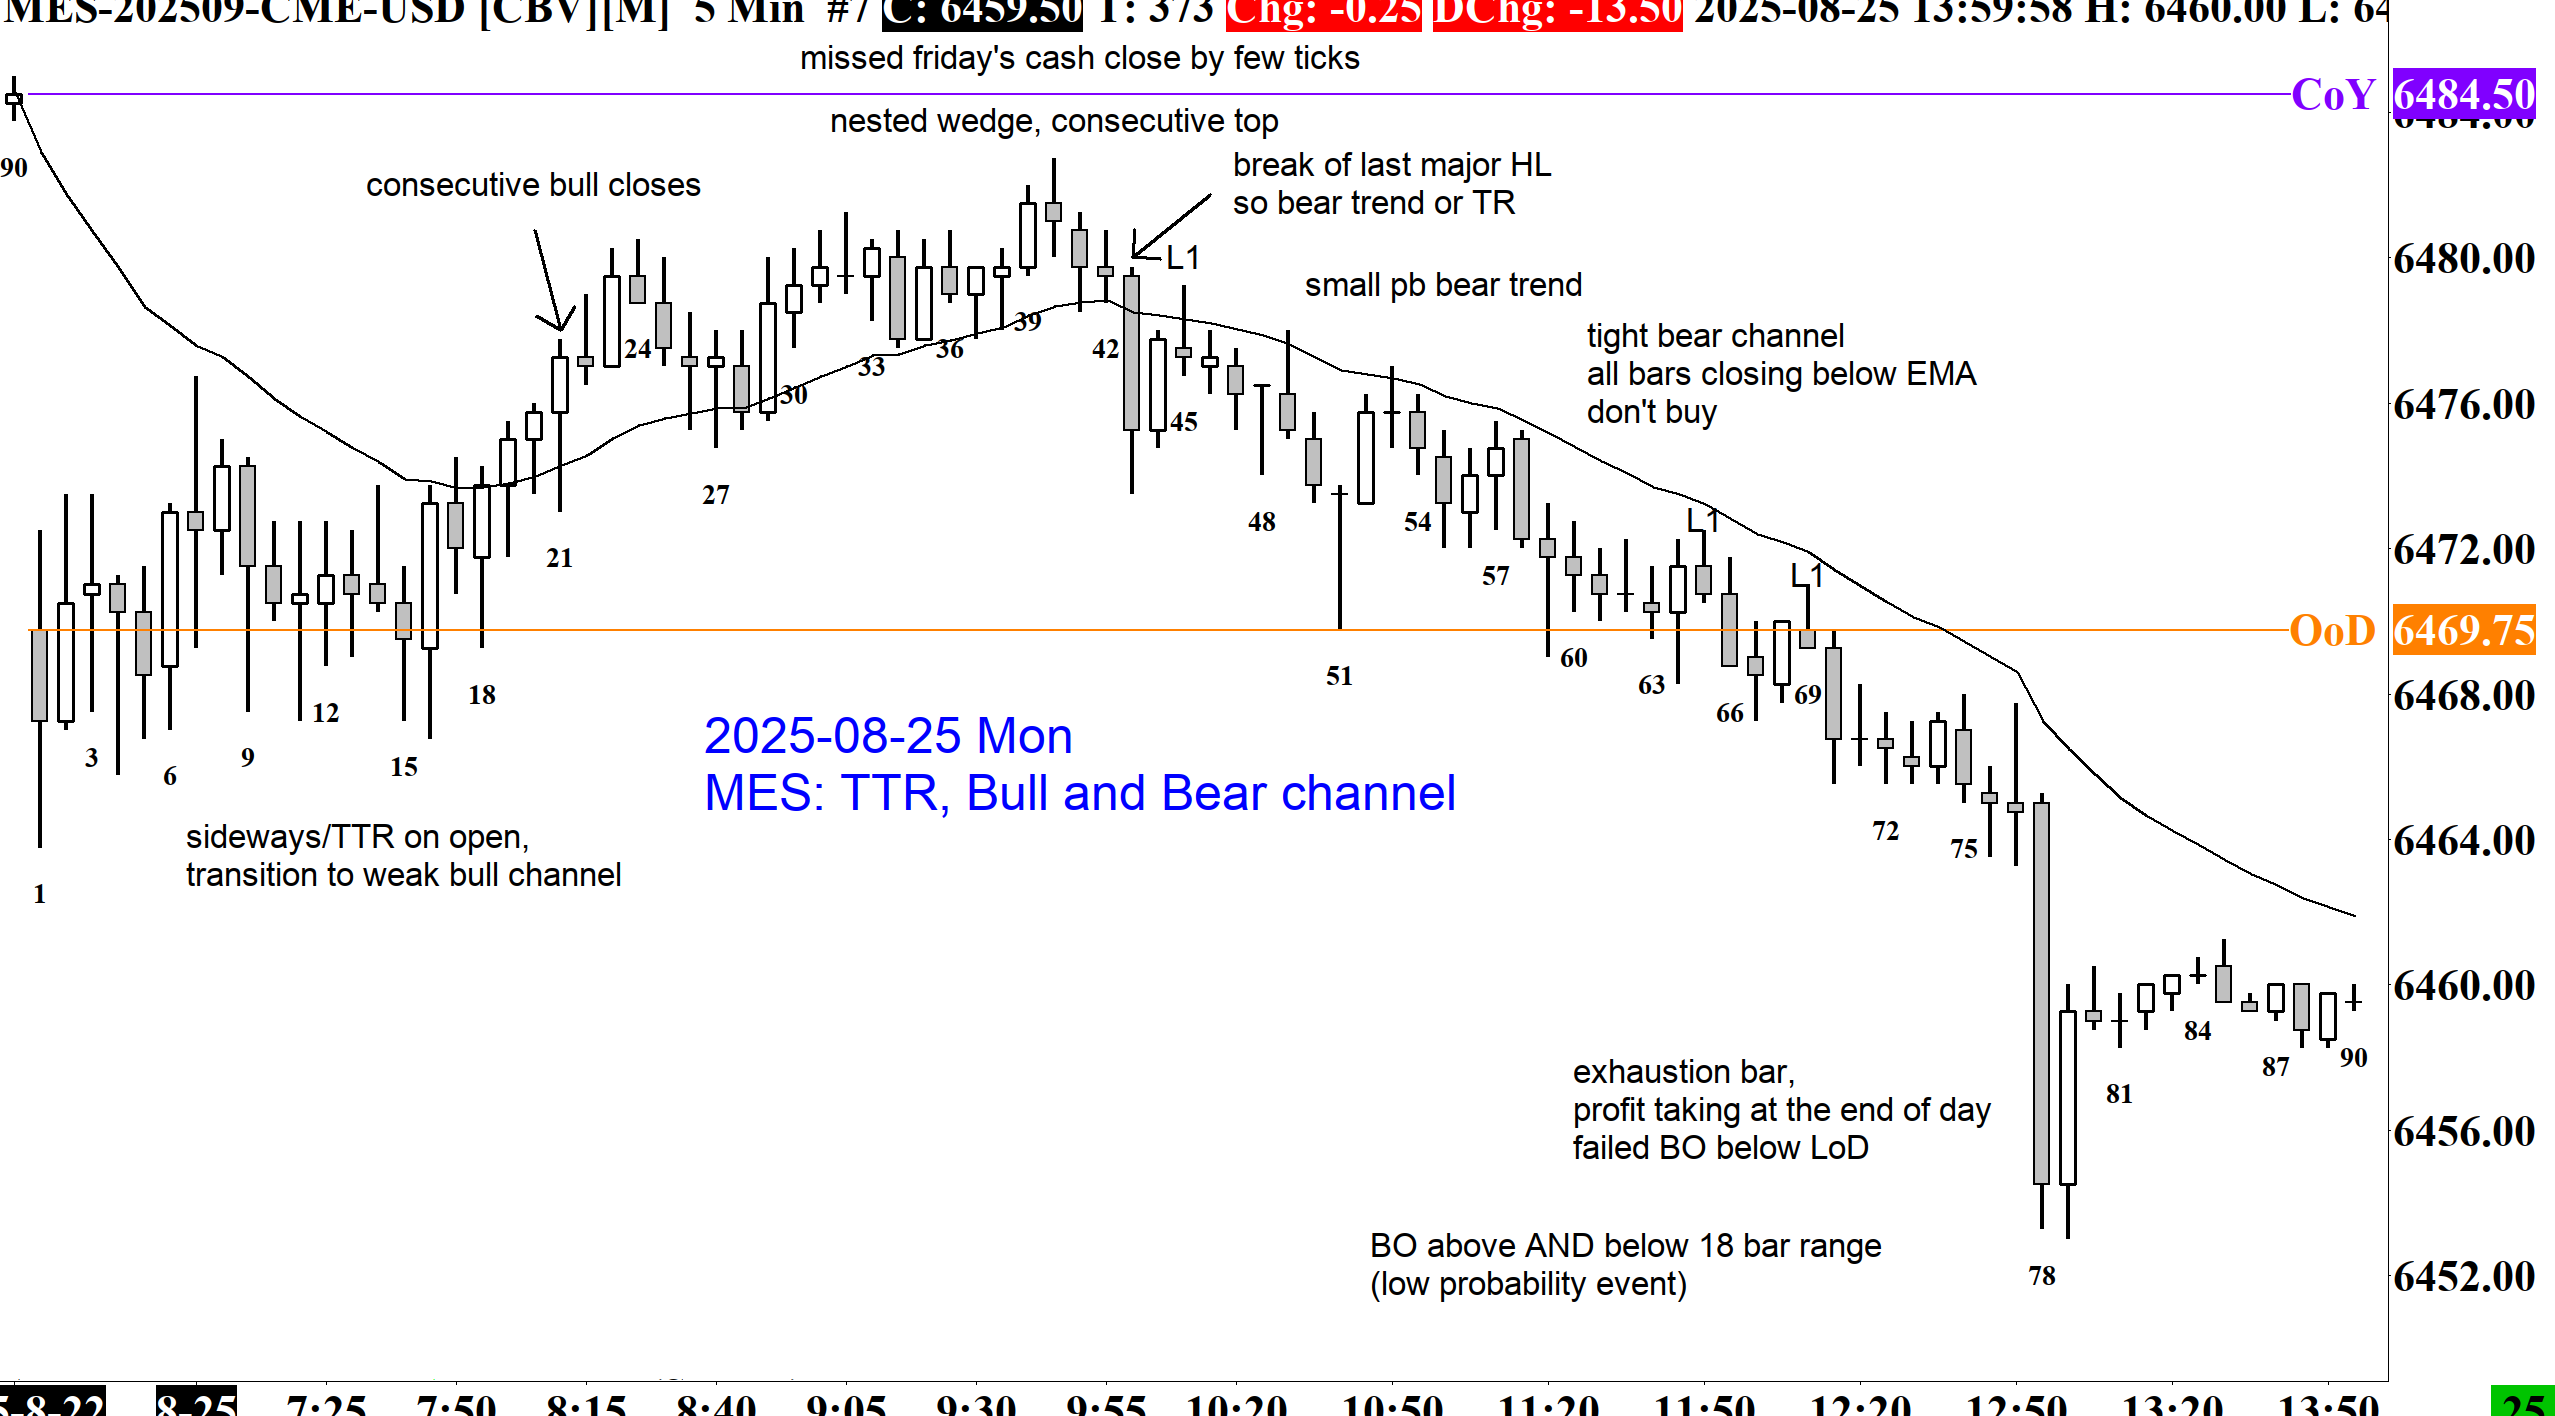 MES-202509-CME-USD [CBV][M] 5 Min #7 C: 6459.50 T: 373 Chg: -0.25 DChg: -13.50 2025-08-25 13:59:58 H: 6460.00 L: 64
missed friday's cash close by few ticks
CoY 6484.50
6484.00
nested wedge, consecutive top
90
consecutive bull closes
break of last major HL
so bear trend or TR
L1
6480.00
small pb bear trend
24
39
36
42
33
tight bear channel
all bars closing below EMA
don't buy
30
6476.00
45
27
48
54
L1
21
6472.00
57
L1
OoD 6469.75
60
51
63
18
69
6468.00
12
66
2025-08-25 Mon
MES: TTR, Bull and Bear channel
3
9
15
6
72
sideways/TTR on open,
transition to weak bull channel
75
6464.00
1
6460.00
84
90
87
exhaustion bar,
profit taking at the end of day
failed BO below LoD
81
6456.00
BO above AND below 18 bar range
(low probability event)
78
6452.00
5-8-22 8-25 7:25 7:50 8:15 8:40 9:05 9:30 9:55 10:20 10:50 11:20 11:50 12:20 12:50 13:20 13:50 25